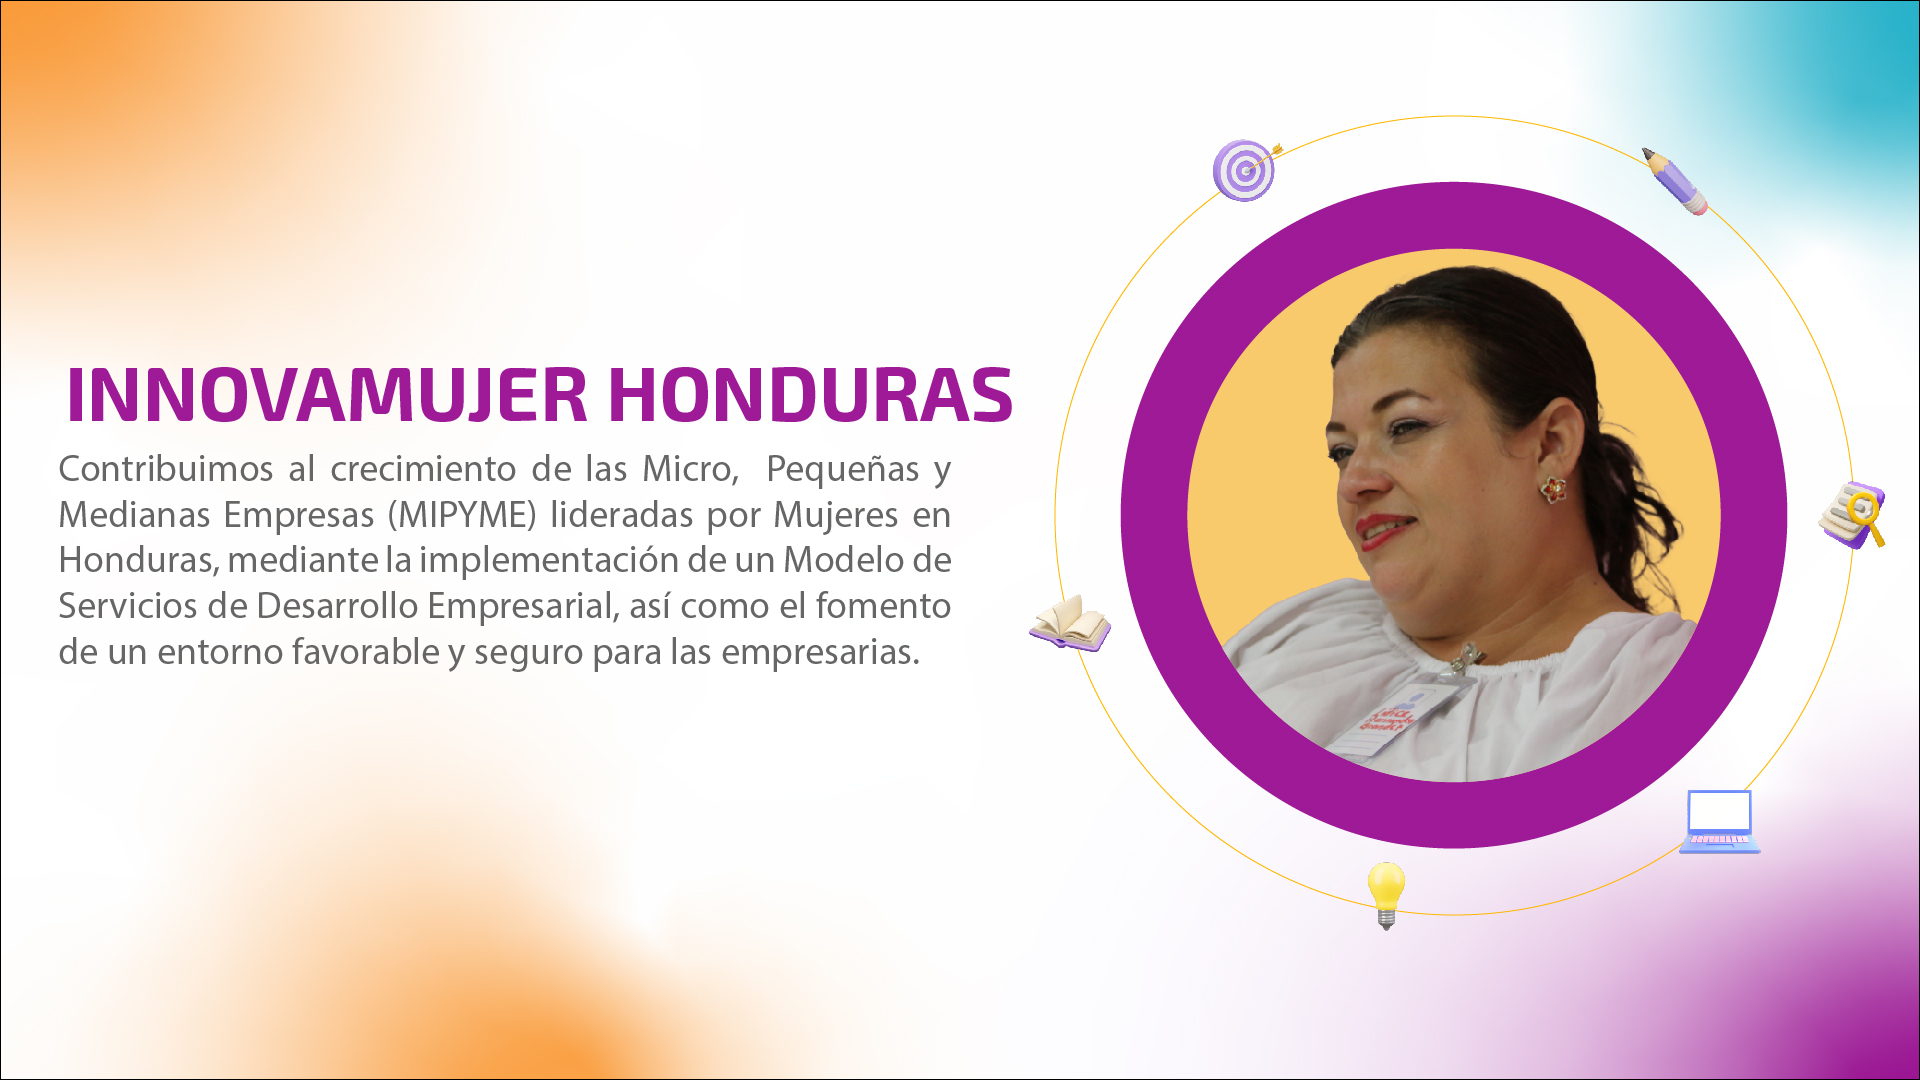 INNOVAMUJER HONDURAS
Contribuimos al crecimiento de las Micro,  Pequeñas y
Medianas Empresas (MIPYME) lideradas por Mujeres en
Honduras, mediante la implementación de un Modelo de
Servicios de Desarrollo Empresarial, así como el fomento
de un entorno favorable y seguro para las empresarias.